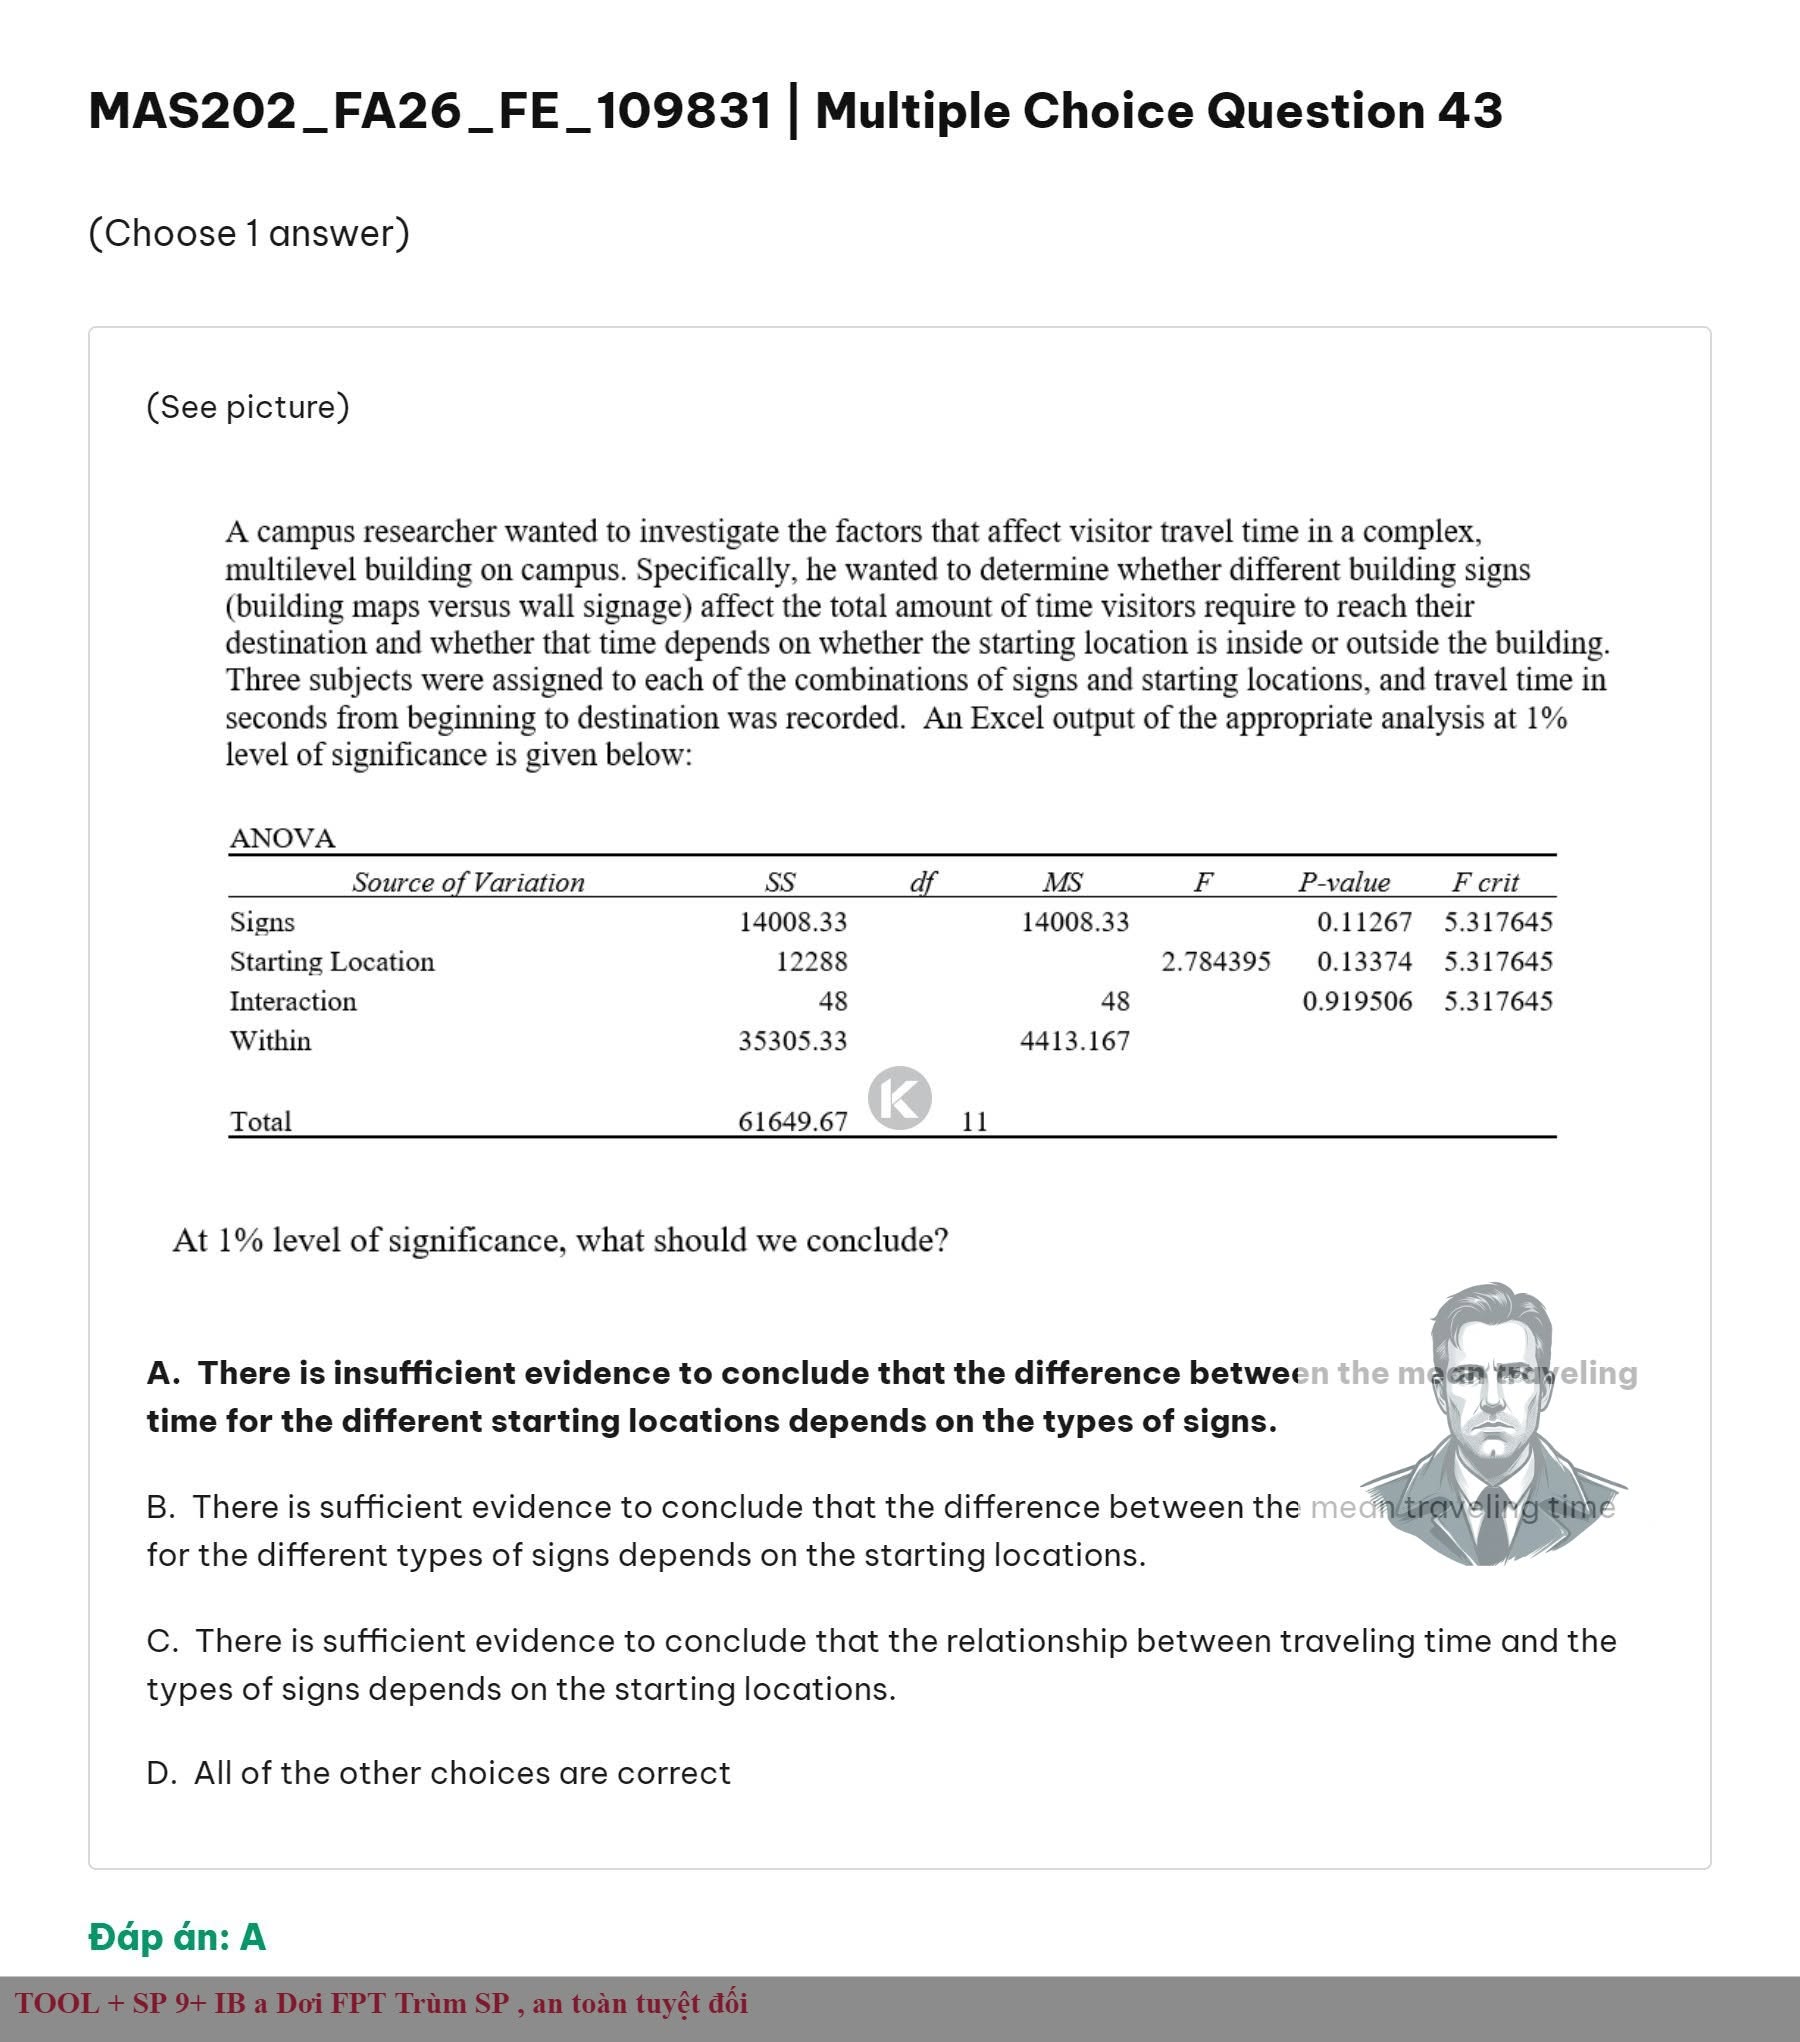 MAS202_FA26_FE_109831 | Multiple Choice Question 43
(Choose 1 answer)
(See picture)
A campus researcher wanted to investigate the factors that affect visitor travel time in a complex,
multilevel building on campus. Specifically, he wanted to determine whether different building signs
(building maps versus wall signage) affect the total amount of time visitors require to reach their
destination and whether that time depends on whether the starting location is inside or outside the building.
Three subjects were assigned to each of the combinations of signs and starting locations, and travel time in
seconds from beginning to destination was recorded.  An Excel output of the appropriate analysis at 1%
level of significance is given below:
ANOVA
Source of Variation SS df MS F P-value F crit
Signs 14008.33 14008.33 0.11267 5.317645
Starting Location 12288 2.784395 0.13374 5.317645
Interaction 48 48 0.919506 5.317645
Within 35305.33 4413.167
K
Total 61649.67 11
At 1% level of significance, what should we conclude?
A. There is insufficient evidence to conclude that the difference between the mean traveling
time for the different starting locations depends on the types of signs.
B. There is sufficient evidence to conclude that the difference between the mean traveling time
for the different types of signs depends on the starting locations.
C. There is sufficient evidence to conclude that the relationship between traveling time and the
types of signs depends on the starting locations.
D. All of the other choices are correct
Đáp án: A
TOOL + SP 9+ IB a Dơi FPT Trùm SP , an toàn tuyệt đối